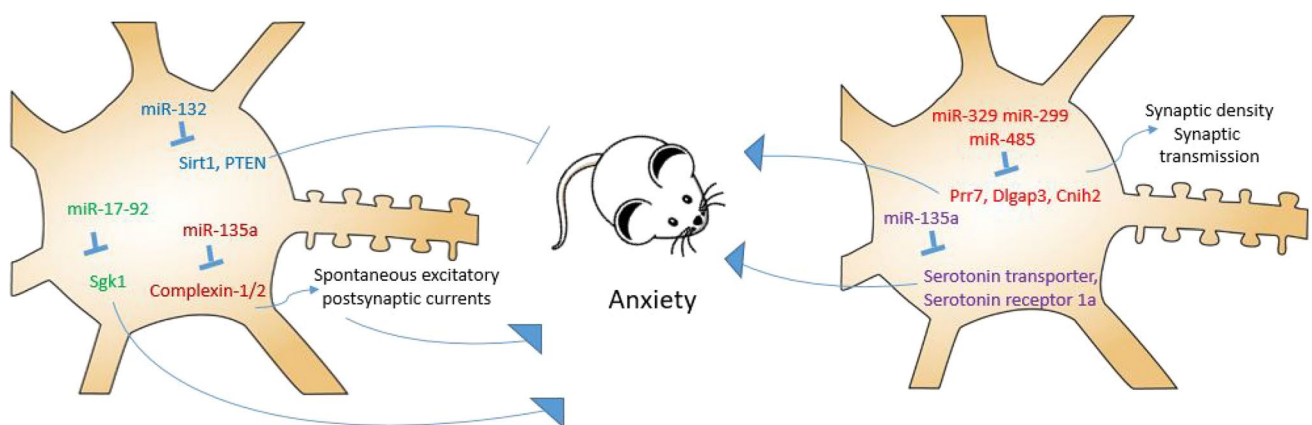 miR-132
Sirt1, PTEN
miR-17-92
Sgk1
miR-135a
Complexin-1/2
Spontaneous excitatory
postsynaptic currents
Anxiety
miR-329 miR-299
miR-485
Prr7, Dlgap3, Cnih2
Synaptic density
Synaptic
transmission
miR-135a
Serotonin transporter,
Serotonin receptor 1a